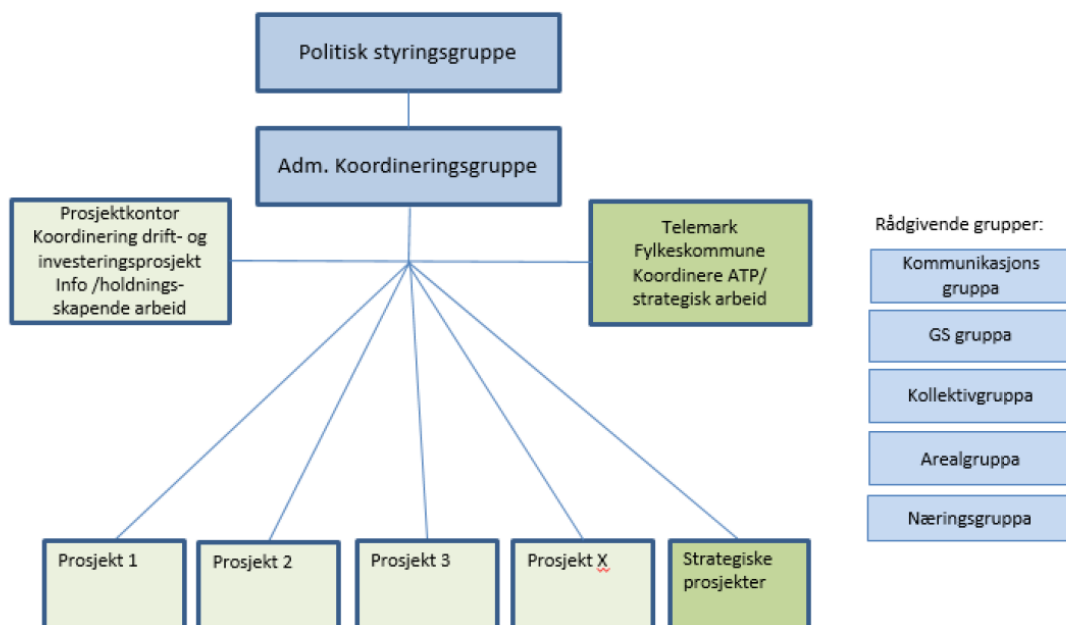 Politisk styringsgruppe
Adm. Koordineringsgruppe
Prosjektkontor
Koordinering drift- og
investeringsprosjekt
Info /holdnings-
skapende arbeid
Telemark
Fylkeskommune
Koordinere ATP/
strategisk arbeid
Rådgivende grupper:
Kommunikasjons
gruppa
GS gruppa
Kollektivgruppa
Arealgruppa
Næringsgruppa
Prosjekt 1
Prosjekt 2
Prosjekt 3
Prosjekt X
Strategiske
prosjekter